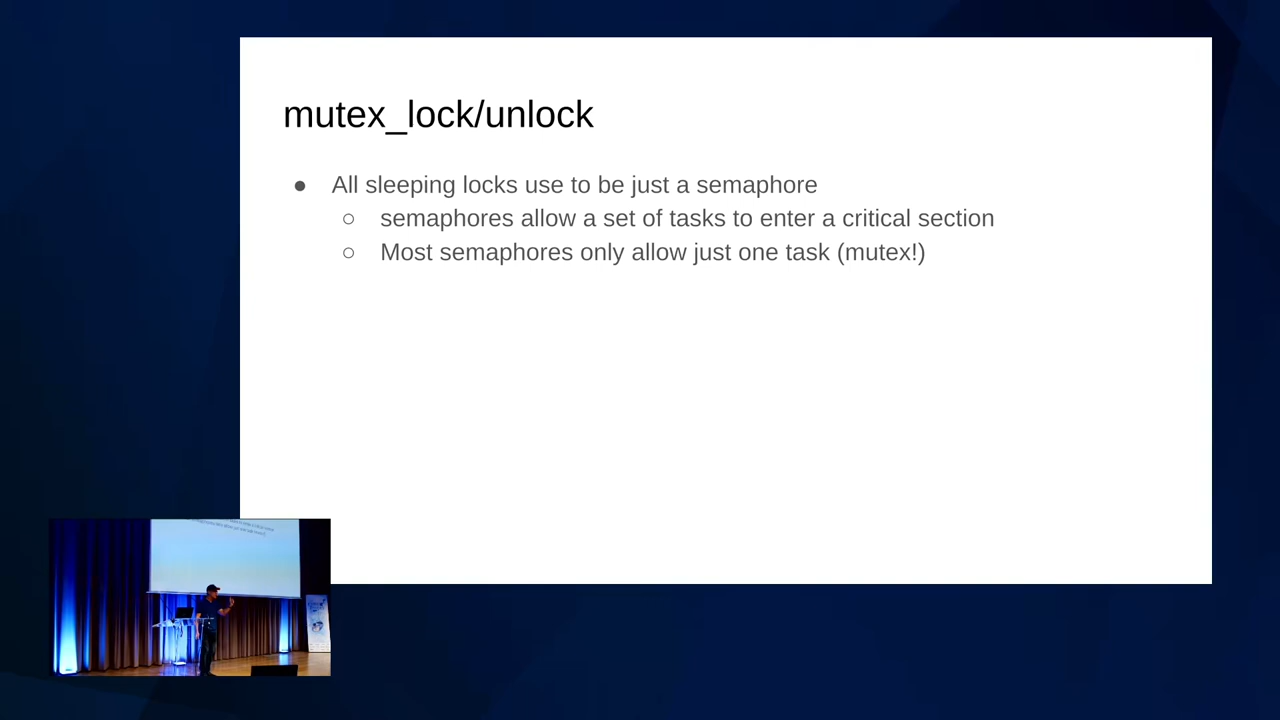 mutex_lock/unlock
● All sleeping locks use to be just a semaphore
○ semaphores allow a set of tasks to enter a critical section
○ Most semaphores only allow just one task (mutex!)